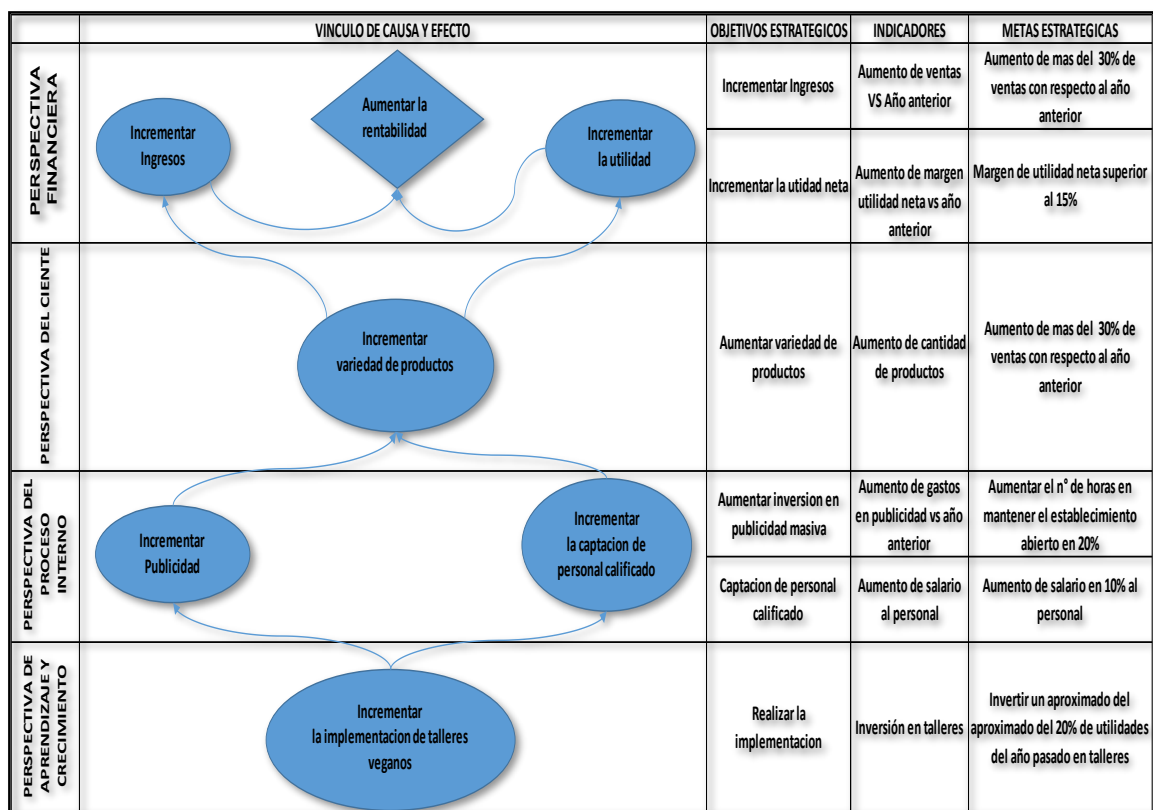 VINCULO DE CAUSA Y EFECTO
OBJETIVOS ESTRATEGICOS
INDICADORES
METAS ESTRATEGICAS
PERSPECTIVA
FINANCIERA
Incrementar
Ingresos
Aumentar la
rentabilidad
Incrementar
la utilidad
Incrementar Ingresos
Aumento de ventas
VS Año anterior
Aumento de mas del 30% de
ventas con respecto al año
anterior
Incrementar la utidad neta
Aumento de margen
utilidad neta vs año
anterior
Margen de utilidad neta superior
al 15%
PERSPECTIVA DEL CIENTE
Incrementar
variedad de productos
Aumentar variedad de
productos
Aumento de cantidad
de productos
Aumento de mas del 30% de
ventas con respecto al año
anterior
PERSPECTIVA DEL
PROCESO
INTERNO
Incrementar
Publicidad
Incrementar
la captacion de
personal calificado
Aumentar inversion en
publicidad masiva
Aumento de gastos
en publicidad vs año
anterior
Aumentar el n° de horas en
mantener el establecimiento
abierto en 20%
Captacion de personal
calificado
Aumento de salario
al personal
Aumento de salario en 10% al
personal
PERSPECTIVA DE
APRENDIZAJE Y
CRECIMIENTO
Incrementar
la implementacion de talleres
veganos
Realizar la
implementacion
Inversión en talleres
Invertir un aproximado del
aproximado del 20% de utilidades
del año pasado en talleres